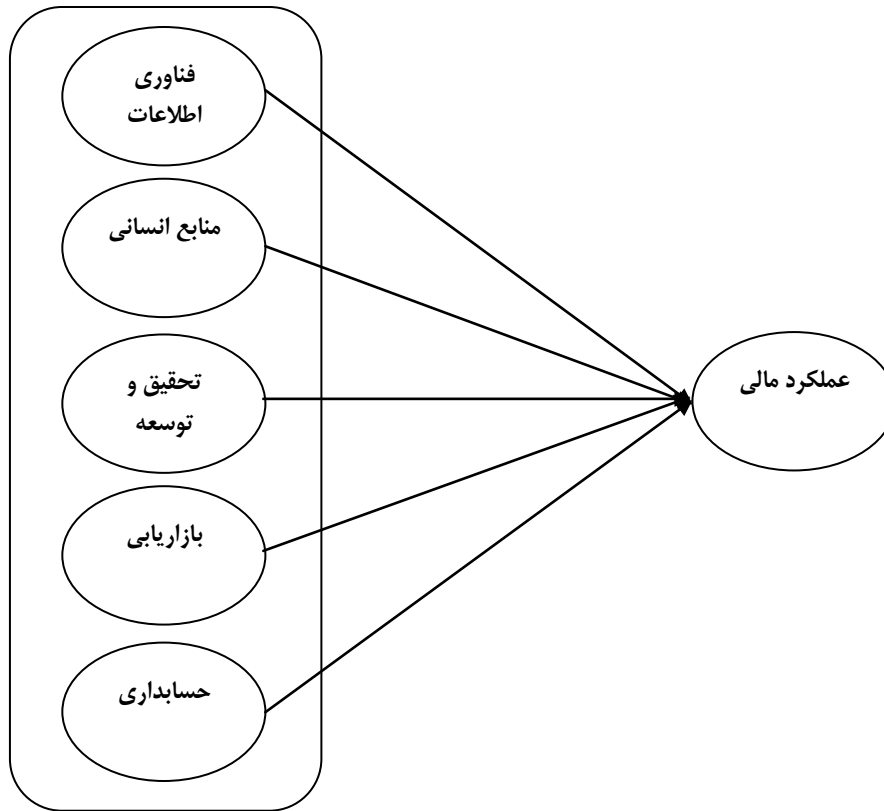 فناوری
اطلاعات
منابع انسانی
تحقیق و
توسعه
بازاریابی
حسابداری
عملکرد مالی